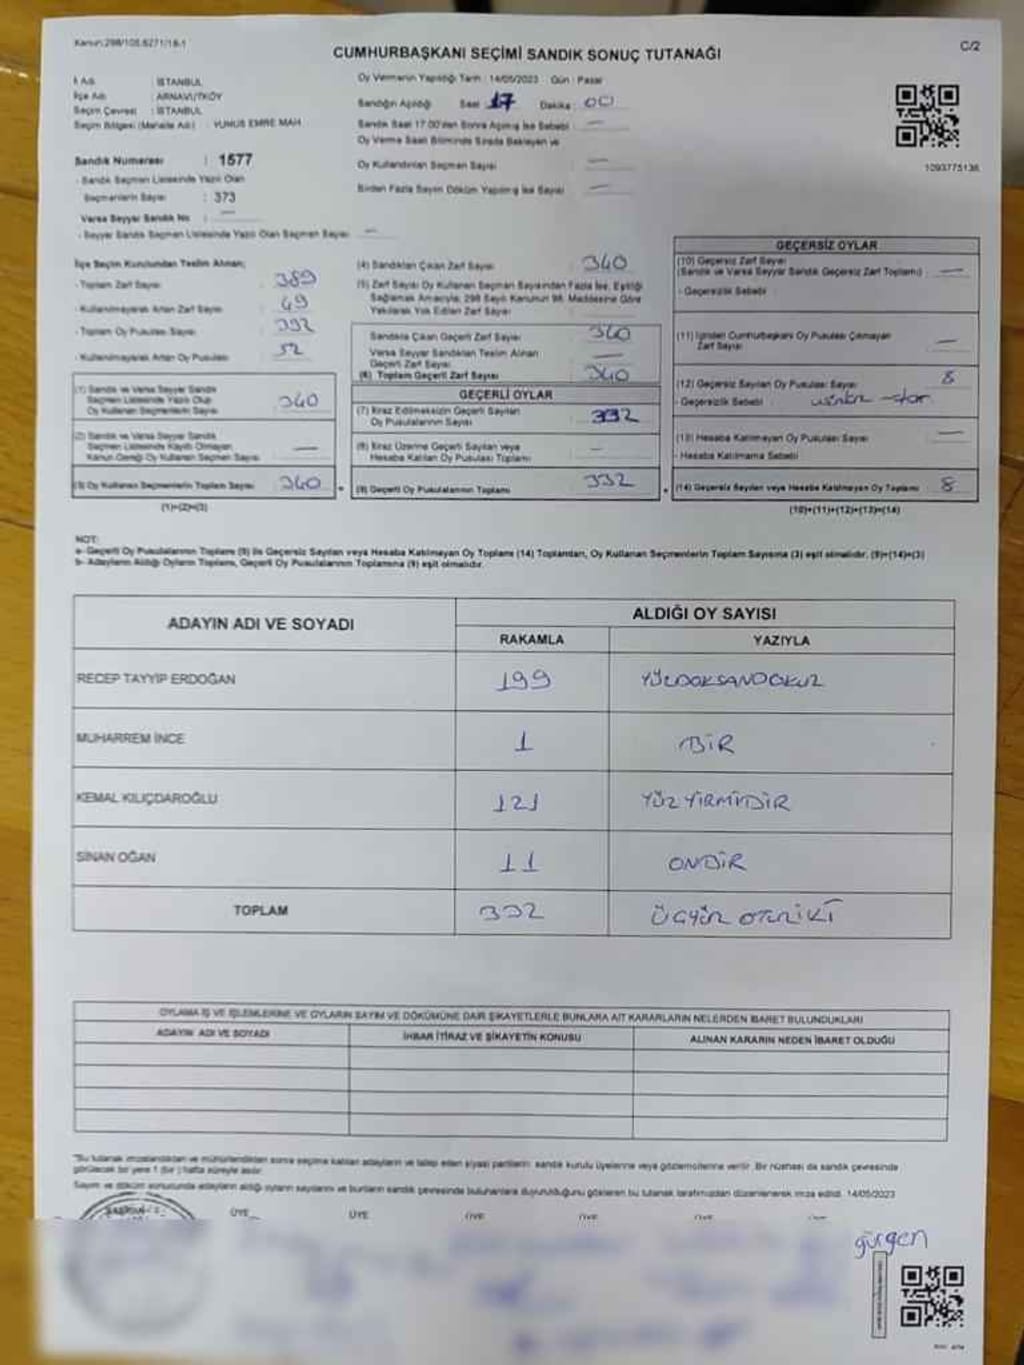 Kanun:298/105.6271/16-1
C/2
CUMHURBAŞKANI SEÇİMİ SANDIK SONUÇ TUTANAĞI
İl Adı : İSTANBUL
İlçe Adı : ARNAVUTKÖY
Seçim Çevresi : İSTANBUL
Seçim Bölgesi (Mahalle Adı) : YUNUS EMRE MAH.
Sandık Numarası : 1577
- Sandık Seçmen Listesinde Yazılı Olan
Seçmenlerin Sayısı : 373
Varsa Seyyar Sandık No : —
- Seyyar Sandık Seçmen Listesinde Yazılı Olan Seçmen Sayısı : —
Oy Vermenin Yapıldığı Tarih : 14/05/2023 Gün : Pazar
Sandığın Açıldığı Saat : 17 Dakika : 00
Sandık Saat 17.00'den Sonra Açılmış İse Sebebi : —
Oy Verme Saati Bitiminde Sırada Bekleyen ve
Oy Kullandırılan Seçmen Sayısı : —
Birden Fazla Sayım Döküm Yapılmış İse Sayısı : —
1093775136
İlçe Seçim Kurulundan Teslim Alınan;
- Toplam Zarf Sayısı : 389
- Kullanılmayarak Artan Zarf Sayısı : 49
- Toplam Oy Pusulası Sayısı : 392
- Kullanılmayarak Artan Oy Pusulası : 52
(1) Sandık ve Varsa Seyyar Sandık
Seçmen Listesinde Yazılı Olup
Oy Kullanan Seçmenlerin Sayısı : 340
(2) Sandık ve Varsa Seyyar Sandık
Seçmen Listesinde Kayıtlı Olmayan
Kanun Gereği Oy Kullanan Seçmen Sayısı : —
(3) Oy Kullanan Seçmenlerin Toplam Sayısı : 340
(1)+(2)=(3)
(4) Sandıktan Çıkan Zarf Sayısı : 340
(5) Zarf Sayısı Oy Kullanan Seçmen Sayısından Fazla İse, Eşitliği
Sağlamak Amacıyla, 298 Sayılı Kanunun 98. Maddesine Göre
Yakılarak Yok Edilen Zarf Sayısı : —
Sandıkta Çıkan Geçerli Zarf Sayısı : 340
Varsa Seyyar Sandıktan Teslim Alınan
Geçerli Zarf Sayısı : —
(6) Toplam Geçerli Zarf Sayısı : 340
GEÇERLİ OYLAR
(7) İtiraz Edilmeksizin Geçerli Sayılan
Oy Pusulalarının Sayısı : 332
(8) İtiraz Üzerine Geçerli Sayılan veya
Hesaba Katılan Oy Pusulası Toplamı : —
(9) Geçerli Oy Pusulalarının Toplamı : 332
GEÇERSİZ OYLAR
(10) Geçersiz Zarf Sayısı
(Sandık ve Varsa Seyyar Sandık Geçersiz Zarf Toplamı) : —
- Geçersizlik Sebebi :
(11) İçinden Cumhurbaşkanı Oy Pusulası Çıkmayan
Zarf Sayısı : —
(12) Geçersiz Sayılan Oy Pusulası Sayısı : 8
- Geçersizlik Sebebi :
(13) Hesaba Katılmayan Oy Pusulası Sayısı : —
- Hesaba Katılmama Sebebi :
(14) Geçersiz Sayılan veya Hesaba Katılmayan Oy Toplamı : 8
(10)+(11)+(12)+(13)=(14)
NOT:
a- Geçerli Oy Pusulalarının Toplamı (9) ile Geçersiz Sayılan veya Hesaba Katılmayan Oy Toplamı (14) Toplamları, Oy Kullanan Seçmenlerin Toplam Sayısına (3) eşit olmalıdır. (9)+(14)=(3)
b- Adayların Aldığı Oyların Toplamı, Geçerli Oy Pusulalarının Toplamına (9) eşit olmalıdır.
ADAYIN ADI VE SOYADI
ALDIĞI OY SAYISI
RAKAMLA YAZIYLA
RECEP TAYYİP ERDOĞAN 199 YÜZDOKSANDOKUZ
MUHARREM İNCE 1 BİR
KEMAL KILIÇDAROĞLU 121 YÜZ YİRMİBİR
SİNAN OĞAN 11 ONBİR
TOPLAM 332 ÜÇYÜZ OTUZİKİ
OYLAMA İŞ VE İŞLEMLERİNE VE OYLARIN SAYIM VE DÖKÜMÜNE DAİR ŞİKAYETLERLE BUNLARA AİT KARARLARIN NELERDEN İBARET BULUNDUKLARI
ADAYIN ADI VE SOYADI İHBAR İTİRAZ VE ŞİKAYETİN KONUSU ALINAN KARARIN NEDEN İBARET OLDUĞU
"Bu tutanak imzalandıktan ve mühürlendikten sonra seçime katılan adayların ve talep eden siyasi partilerin sandık kurulu üyelerine veya gözlemcilerine verilir. Bir nüshası da sandık çevresinde
görülecek bir yere 1 (bir) hafta süreyle asılır.
Sayım ve döküm sonucunda adayların aldığı oyların sayılarını ve bunların sandık çevresinde bulunanlara duyurulduğunu gösteren bu tutanak tarafımızdan düzenlenerek imza edildi. 14/05/2023
ÜYE ÜYE ÜYE ÜYE ÜYE ÜYE
gürgen